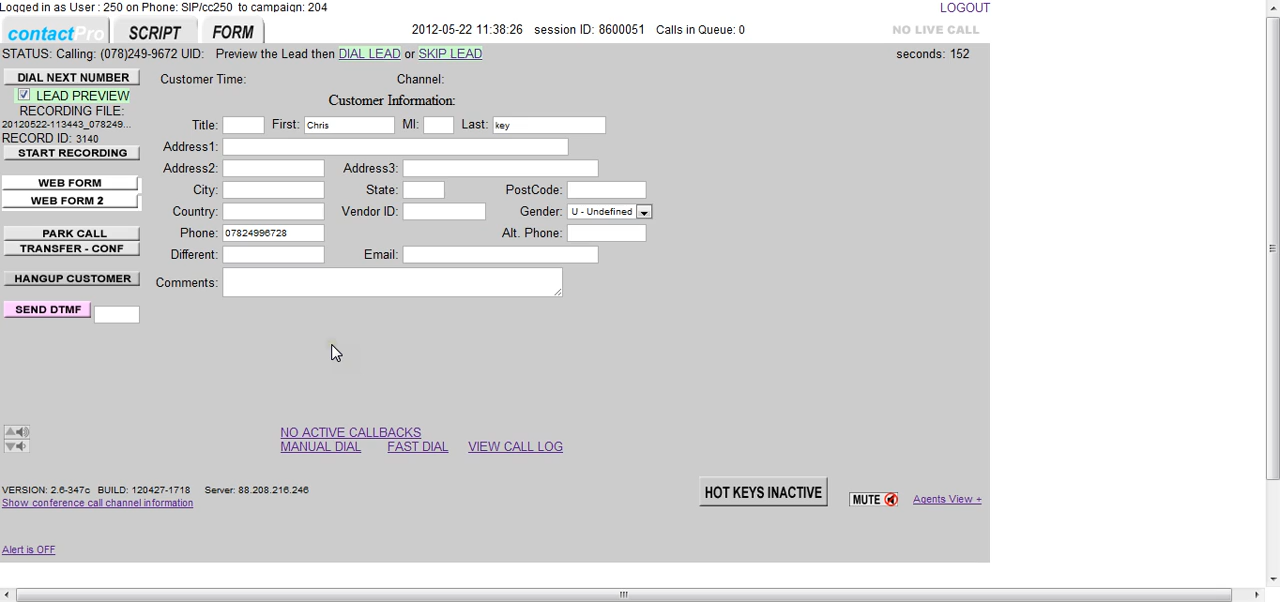 Logged in as User : 250 on Phone: SIP/cc250 to campaign: 204 LOGOUT
contactPro SCRIPT FORM 2012-05-22 11:38:26 session ID: 8600051 Calls in Queue: 0 NO LIVE CALL
STATUS: Calling: (078)249-9672 UID: Preview the Lead then DIAL LEAD or SKIP LEAD seconds: 152
DIAL NEXT NUMBER Customer Time: Channel:
LEAD PREVIEW Customer Information:
RECORDING FILE:
20120522-113443_078249...
Title: First: Chris MI: Last: key
RECORD ID: 3140
START RECORDING Address1:
Address2: Address3:
WEB FORM City: State: PostCode:
WEB FORM 2
Country: Vendor ID: Gender: U - Undefined
PARK CALL Phone: 07824996728 Alt. Phone:
TRANSFER - CONF Different: Email:
HANGUP CUSTOMER Comments:
SEND DTMF
NO ACTIVE CALLBACKS
MANUAL DIAL FAST DIAL VIEW CALL LOG
VERSION: 2.6-347c BUILD: 120427-1718 Server: 88.208.216.246
HOT KEYS INACTIVE MUTE Agents View +
Show conference call channel information
Alert is OFF